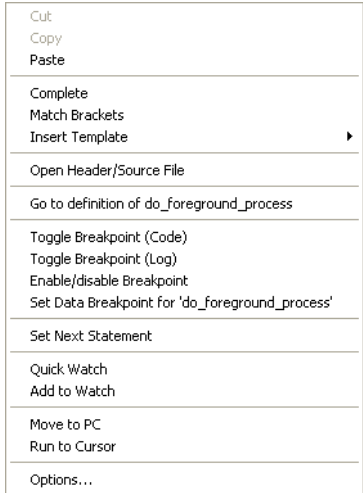 Cut
Copy
Paste
Complete
Match Brackets
Insert Template
Open Header/Source File
Go to definition of do_foreground_process
Toggle Breakpoint (Code)
Toggle Breakpoint (Log)
Enable/disable Breakpoint
Set Data Breakpoint for 'do_foreground_process'
Set Next Statement
Quick Watch
Add to Watch
Move to PC
Run to Cursor
Options...